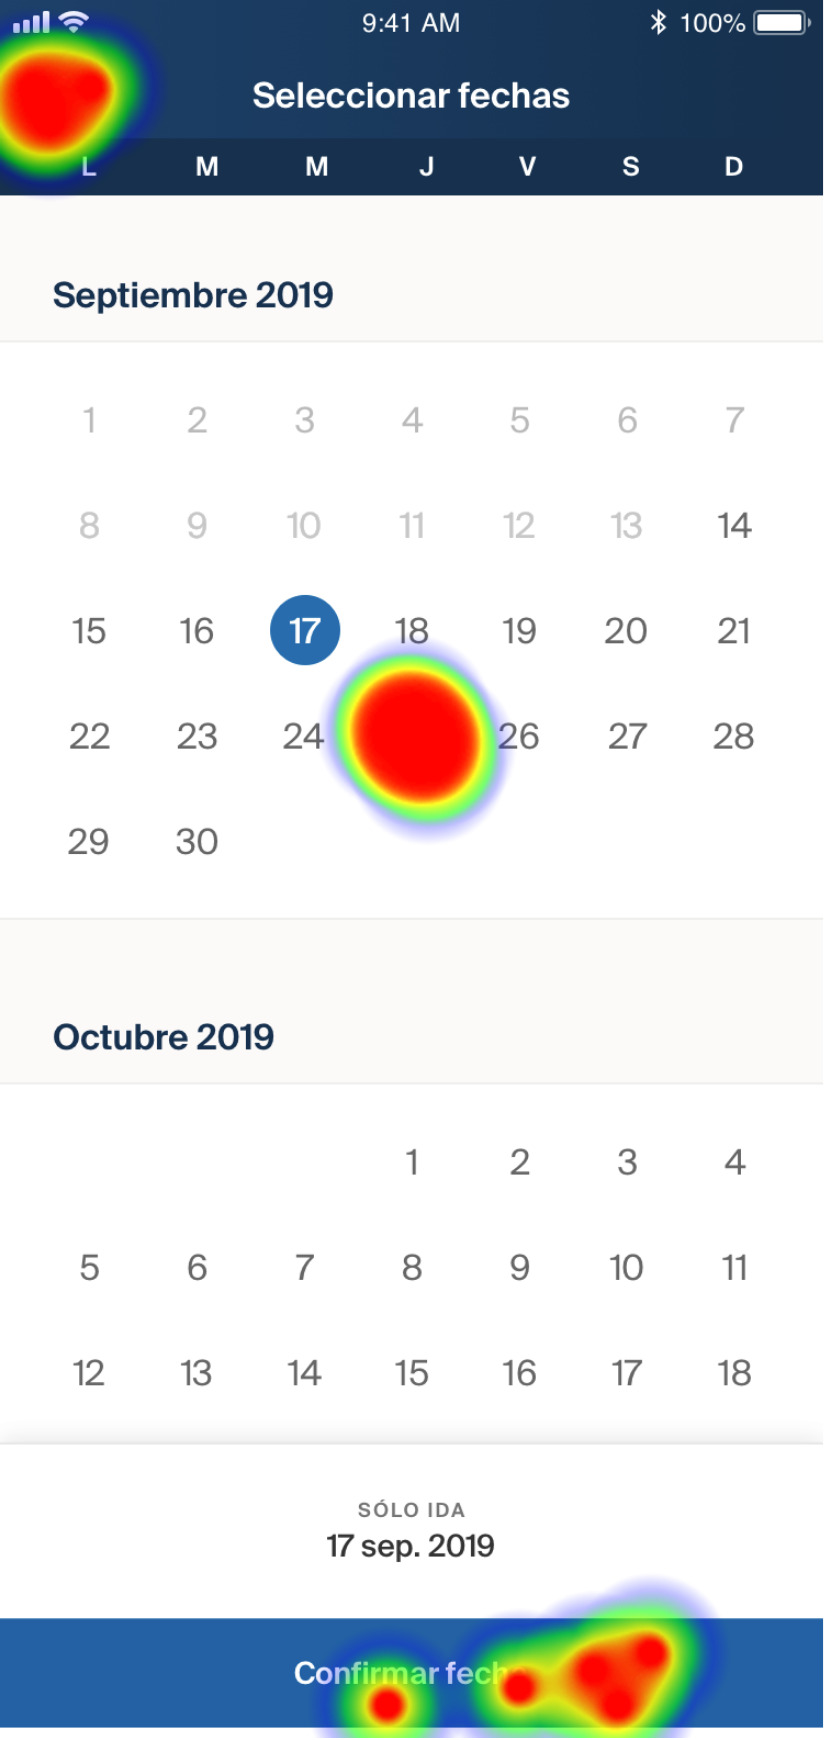 9:41 AM 100%
Seleccionar fechas
L M M J V S D
Septiembre 2019
1 2 3 4 5 6 7
8 9 10 11 12 13 14
15 16 17 18 19 20 21
22 23 24 26 27 28
29 30
Octubre 2019
1 2 3 4
5 6 7 8 9 10 11
12 13 14 15 16 17 18
SÓLO IDA
17 sep. 2019
Confirmar